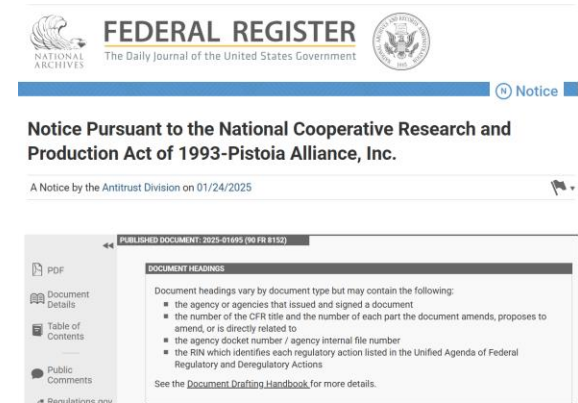 NATIONAL
ARCHIVES
FEDERAL REGISTER
The Daily Journal of the United States Government
N Notice
Notice Pursuant to the National Cooperative Research and
Production Act of 1993-Pistoia Alliance, Inc.
A Notice by the Antitrust Division on 01/24/2025
PUBLISHED DOCUMENT: 2025-01695 (90 FR 8152)
PDF
Document
Details
Table of
Contents
Public
Comments
Regulations.gov
DOCUMENT HEADINGS
Document headings vary by document type but may contain the following:
the agency or agencies that issued and signed a document
the number of the CFR title and the number of each part the document amends, proposes to
amend, or is directly related to
the agency docket number / agency internal file number
the RIN which identifies each regulatory action listed in the Unified Agenda of Federal
Regulatory and Deregulatory Actions
See the Document Drafting Handbook for more details.